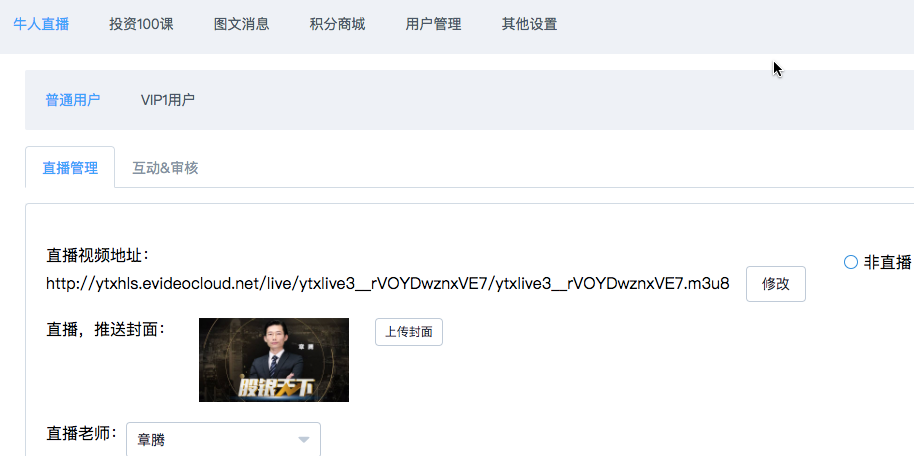 牛人直播 投资100课 图文消息 积分商城 用户管理 其他设置
普通用户 VIP1用户
直播管理 互动&审核
直播视频地址：
http://ytxhls.evideocloud.net/live/ytxlive3__rVOYDwznxVE7/ytxlive3__rVOYDwznxVE7.m3u8 修改 非直播
直播，推送封面： 上传封面
章腾
股银天下
直播老师： 章腾